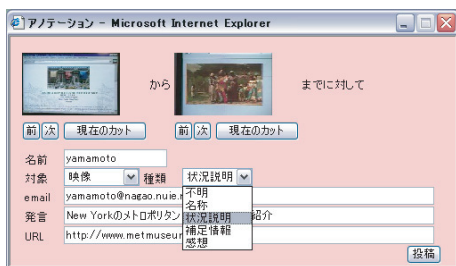 アノテーション - Microsoft Internet Explorer
から
までに対して
前 次 現在のカット 前 次 現在のカット
名前 yamamoto
対象 映像 種類 状況説明
不明
名称
状況説明
補足情報
感想
email yamamoto@nagao.nuie.n
発言 New Yorkのメトロポリタン 紹介
URL http://www.metmuseur
投稿